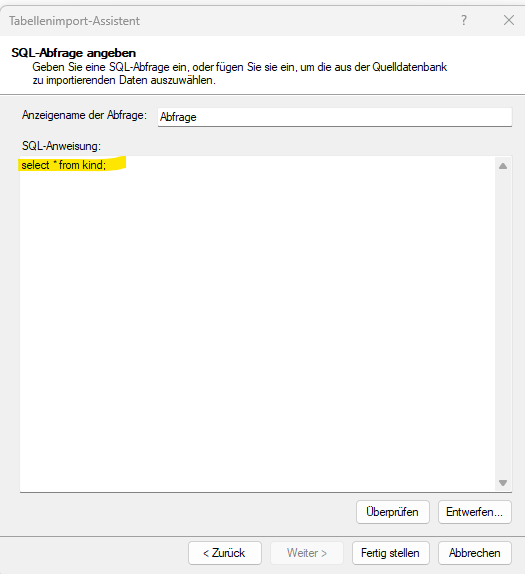 Tabellenimport-Assistent
?
SQL-Abfrage angeben
Geben Sie eine SQL-Abfrage ein, oder fügen Sie sie ein, um die aus der Quelldatenbank
zu importierenden Daten auszuwählen.
Anzeigename der Abfrage:
Abfrage
SQL-Anweisung:
select * from kind;
Überprüfen
Entwerfen...
< Zurück
Weiter >
Fertig stellen
Abbrechen